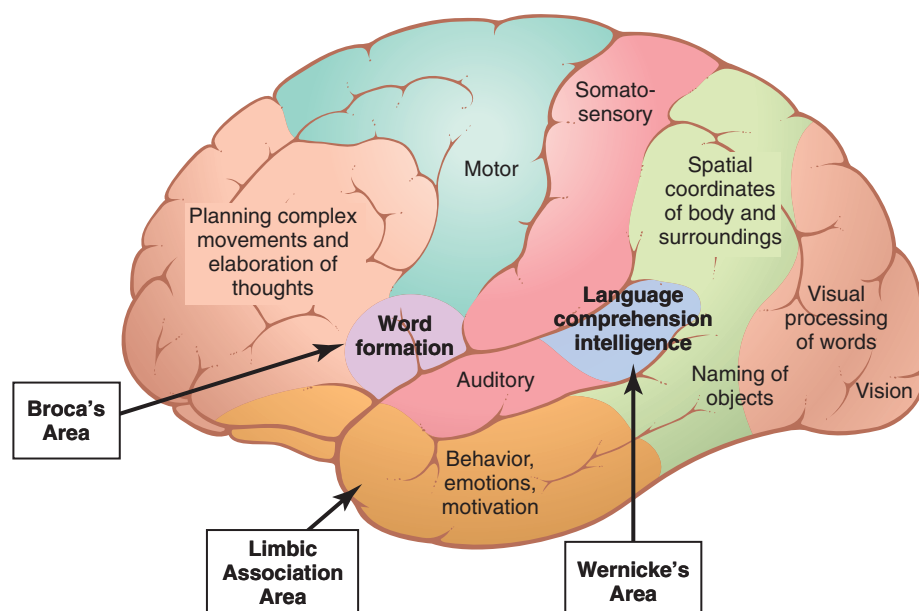 Somato-
sensory
Motor
Spatial
coordinates
of body and
surroundings
Planning complex
movements and
elaboration of
thoughts
Word
formation
Language
comprehension
intelligence
Visual
processing
of words
Auditory
Naming of
objects
Vision
Broca's
Area
Behavior,
emotions,
motivation
Limbic
Association
Area
Wernicke's
Area